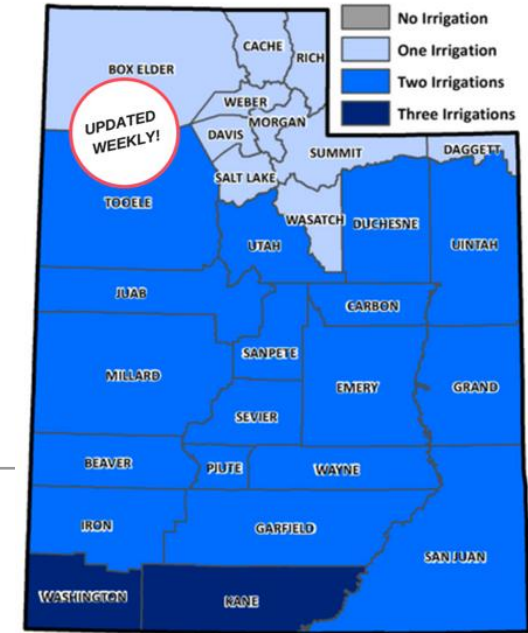 No Irrigation
One Irrigation
Two Irrigations
Three Irrigations
CACHE
RICH
BOX ELDER
WEBER
MORGAN
UPDATED
WEEKLY!
DAVIS
SUMMIT
DAGGETT
SALT LAKE
TOOELE
WASATCH
DUCHESNE
UTAH
UINTAH
JUAB
CARBON
SANPETE
MILLARD
EMERY
GRAND
SEVIER
BEAVER
PIUTE
WAYNE
IRON
GARFIELD
SAN JUAN
WASHINGTON
KANE